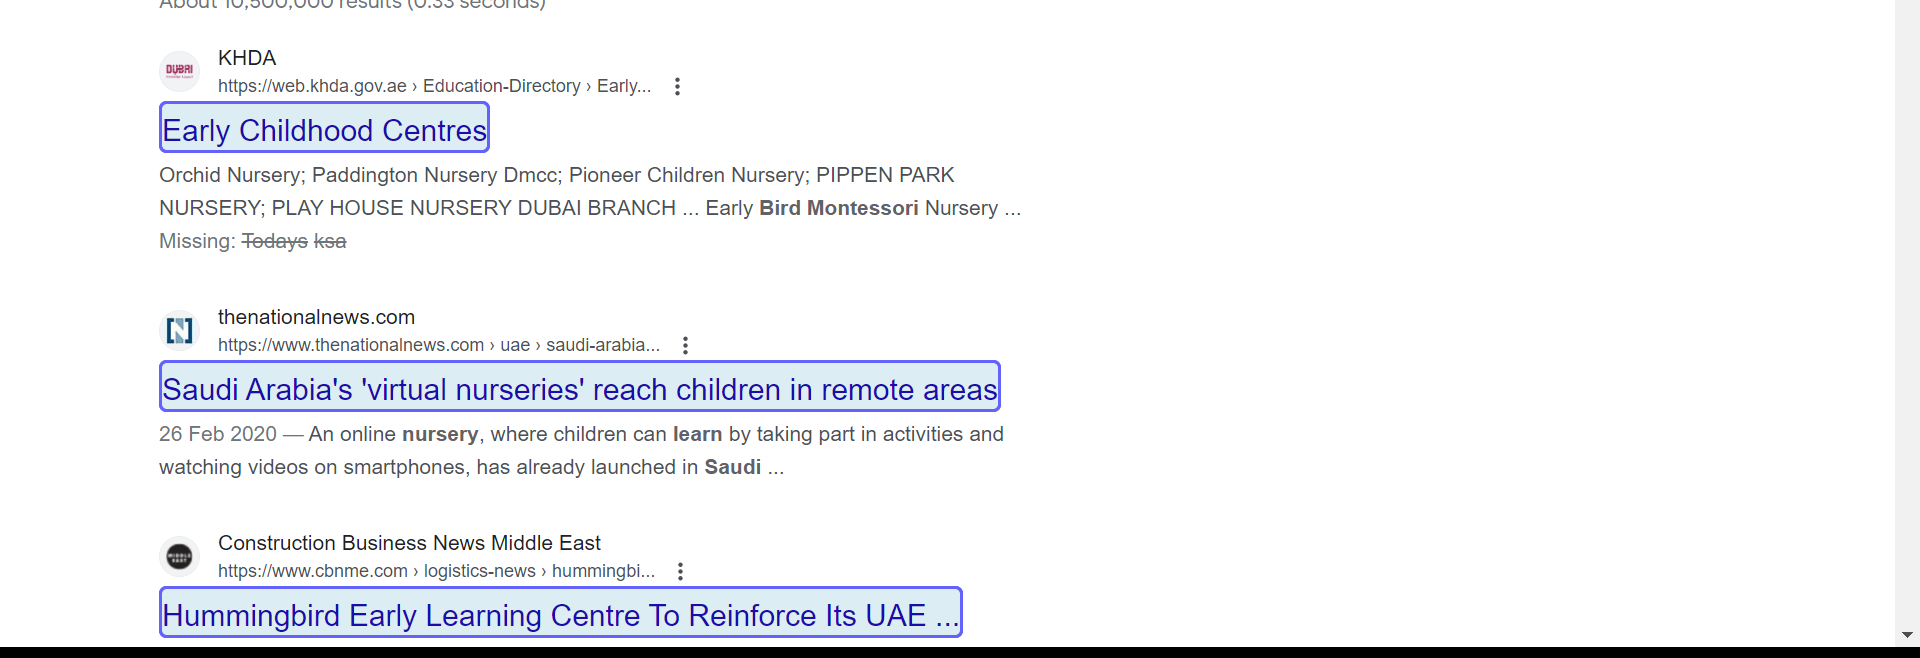 About 10,500,000 results (0.33 seconds)
KHDA
DUBAI
https://web.khda.gov.ae › Education-Directory › Early...
Early Childhood Centres
Orchid Nursery; Paddington Nursery Dmcc; Pioneer Children Nursery; PIPPEN PARK
NURSERY; PLAY HOUSE NURSERY DUBAI BRANCH ... Early Bird Montessori Nursery ...
Missing: Todays ksa
thenationalnews.com
[N]
https://www.thenationalnews.com › uae › saudi-arabia...
Saudi Arabia's 'virtual nurseries' reach children in remote areas
26 Feb 2020 — An online nursery, where children can learn by taking part in activities and
watching videos on smartphones, has already launched in Saudi ...
Construction Business News Middle East
MIDDLE
EAST
https://www.cbnme.com › logistics-news › hummingbi...
Hummingbird Early Learning Centre To Reinforce Its UAE ...